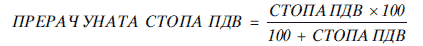 ПРЕРАЧУНАТА СТОПА ПДВ = СТОПА ПДВ × 100
100 + СТОПА ПДВ